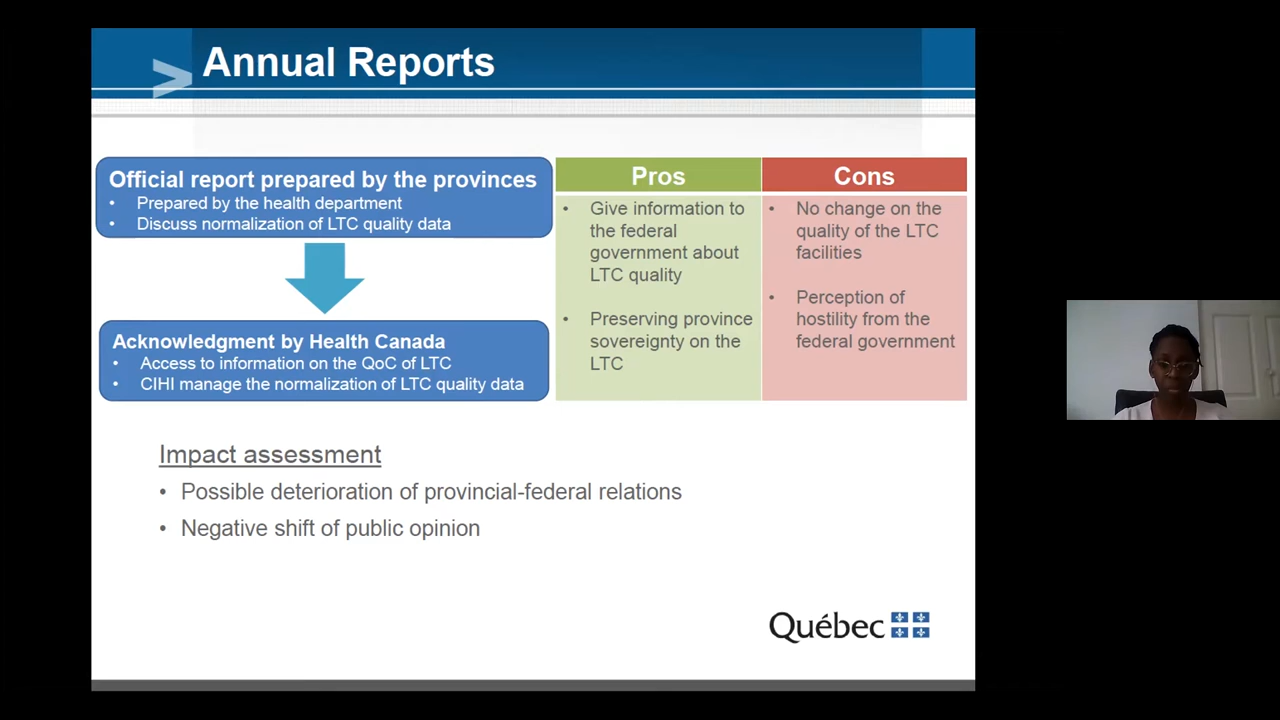 Annual Reports
Official report prepared by the provinces
• Prepared by the health department
• Discuss normalization of LTC quality data
Acknowledgment by Health Canada
• Access to information on the QoC of LTC
• CIHI manage the normalization of LTC quality data
Pros
• Give information to
the federal
government about
LTC quality
• Preserving province
sovereignty on the
LTC
Cons
• No change on the
quality of the LTC
facilities
• Perception of
hostility from the
federal government
Impact assessment
• Possible deterioration of provincial-federal relations
• Negative shift of public opinion
Québec